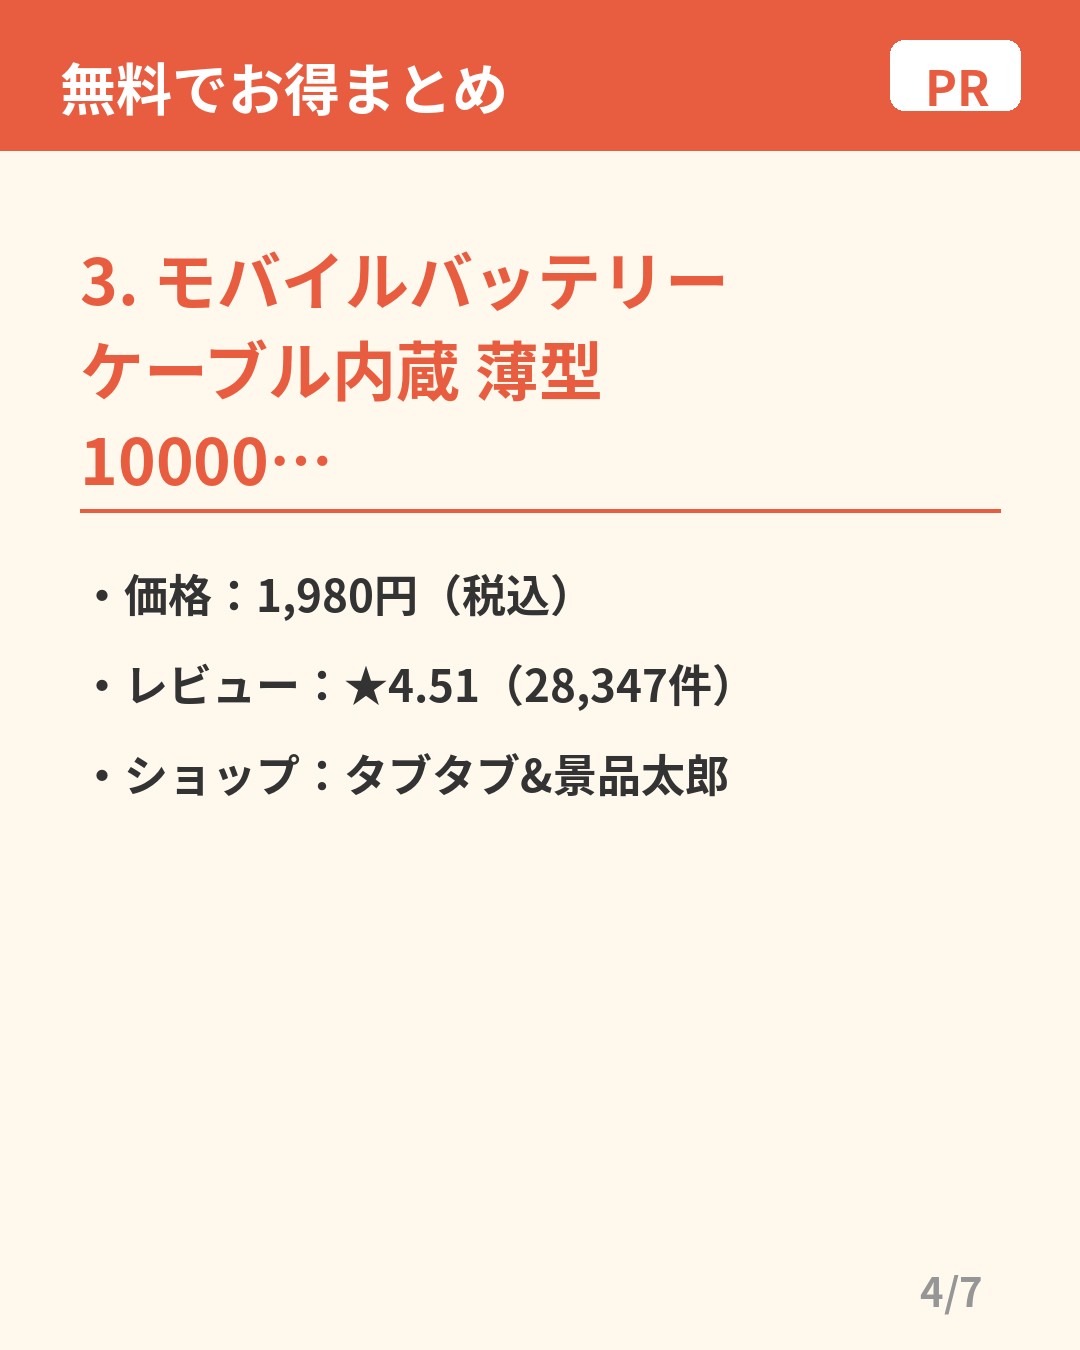 無料でお得まとめ
PR
3. モバイルバッテリー
ケーブル内蔵 薄型
10000…
・価格：1,980円（税込）
・レビュー：★4.51（28,347件）
・ショップ：タブタブ&景品太郎
4/7